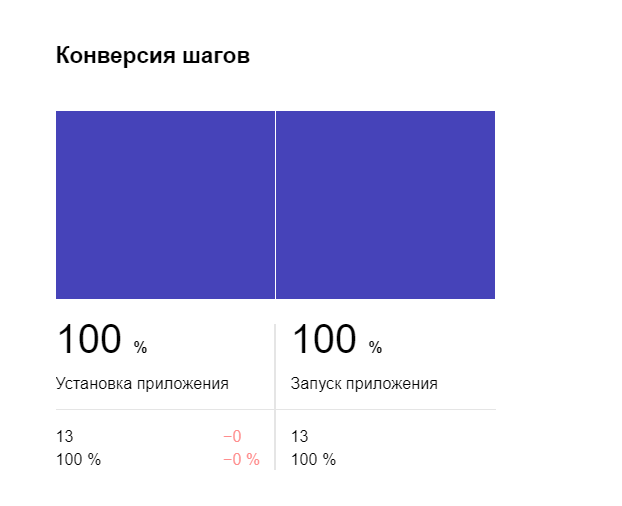 Конверсия шагов
100 %
Установка приложения
13 −0
100 % −0 %
100 %
Запуск приложения
13
100 %